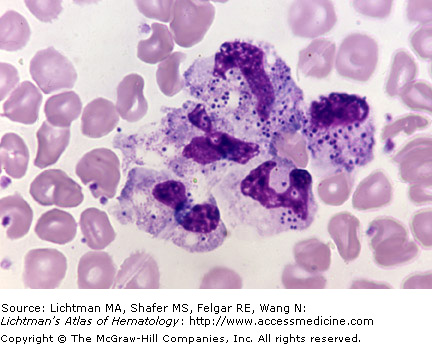 Source: Lichtman MA, Shafer MS, Felgar RE, Wang N:
Lichtman's Atlas of Hematology: http://www.accessmedicine.com
Copyright © The McGraw-Hill Companies, Inc. All rights reserved.